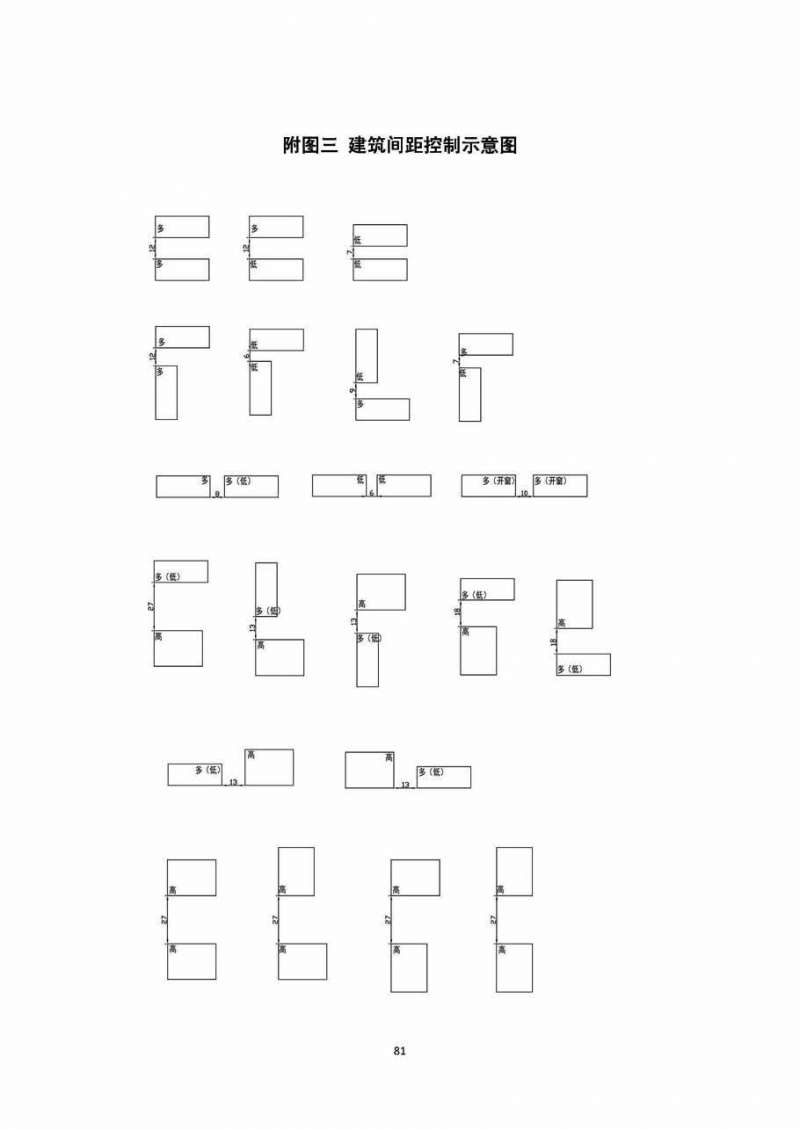 附图三 建筑间距控制示意图
多 多 低
12 12 7
多 低 低
多 低 低 多
12 6 9 7
多 低 多 低
多 多（低） 低 低 多（开窗） 多（开窗）
8 6 10
多（低） 多（低） 高 多（低） 高
27 13 13 18 18
高 高 多（低） 高 多（低）
多（低） 高 高 多（低）
13 13
高 高 高 高
27 27 27 27
高 高 高 高
81